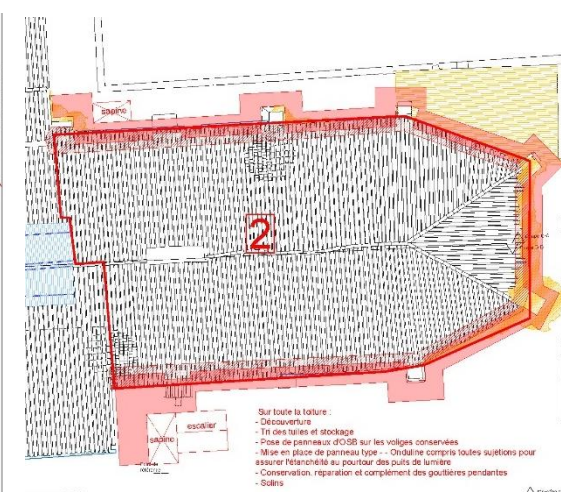 sapine
2
escalier
sapine
Sur toute la toiture :
- Découverture
- Tri des tuiles et stockage
- Pose de panneaux d'OSB sur les voliges conservées
- Mise en place de panneau type - - Onduline compris toutes sujétions pour
assurer l'étanchéité au pourtour des puits de lumière
- Conservation, réparation et complément des gouttières pendantes
- Solins